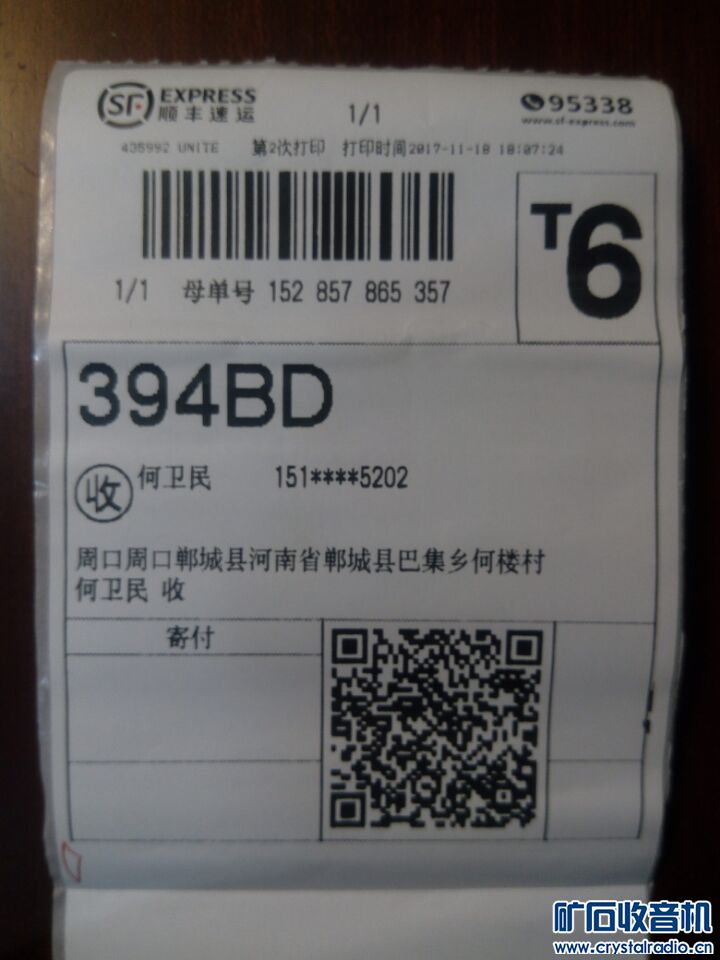 SF EXPRESS
顺丰速运
1/1
95338
www.sf-express.com
435992 UNITE 第2次打印 打印时间2017-11-18 18:07:24
T6
1/1 母单号 152 857 865 357
394BD
收 何卫民 151****5202
周口周口郸城县河南省郸城县巴集乡何楼村
何卫民 收
寄付
矿石收音机
www.crystalradio.cn